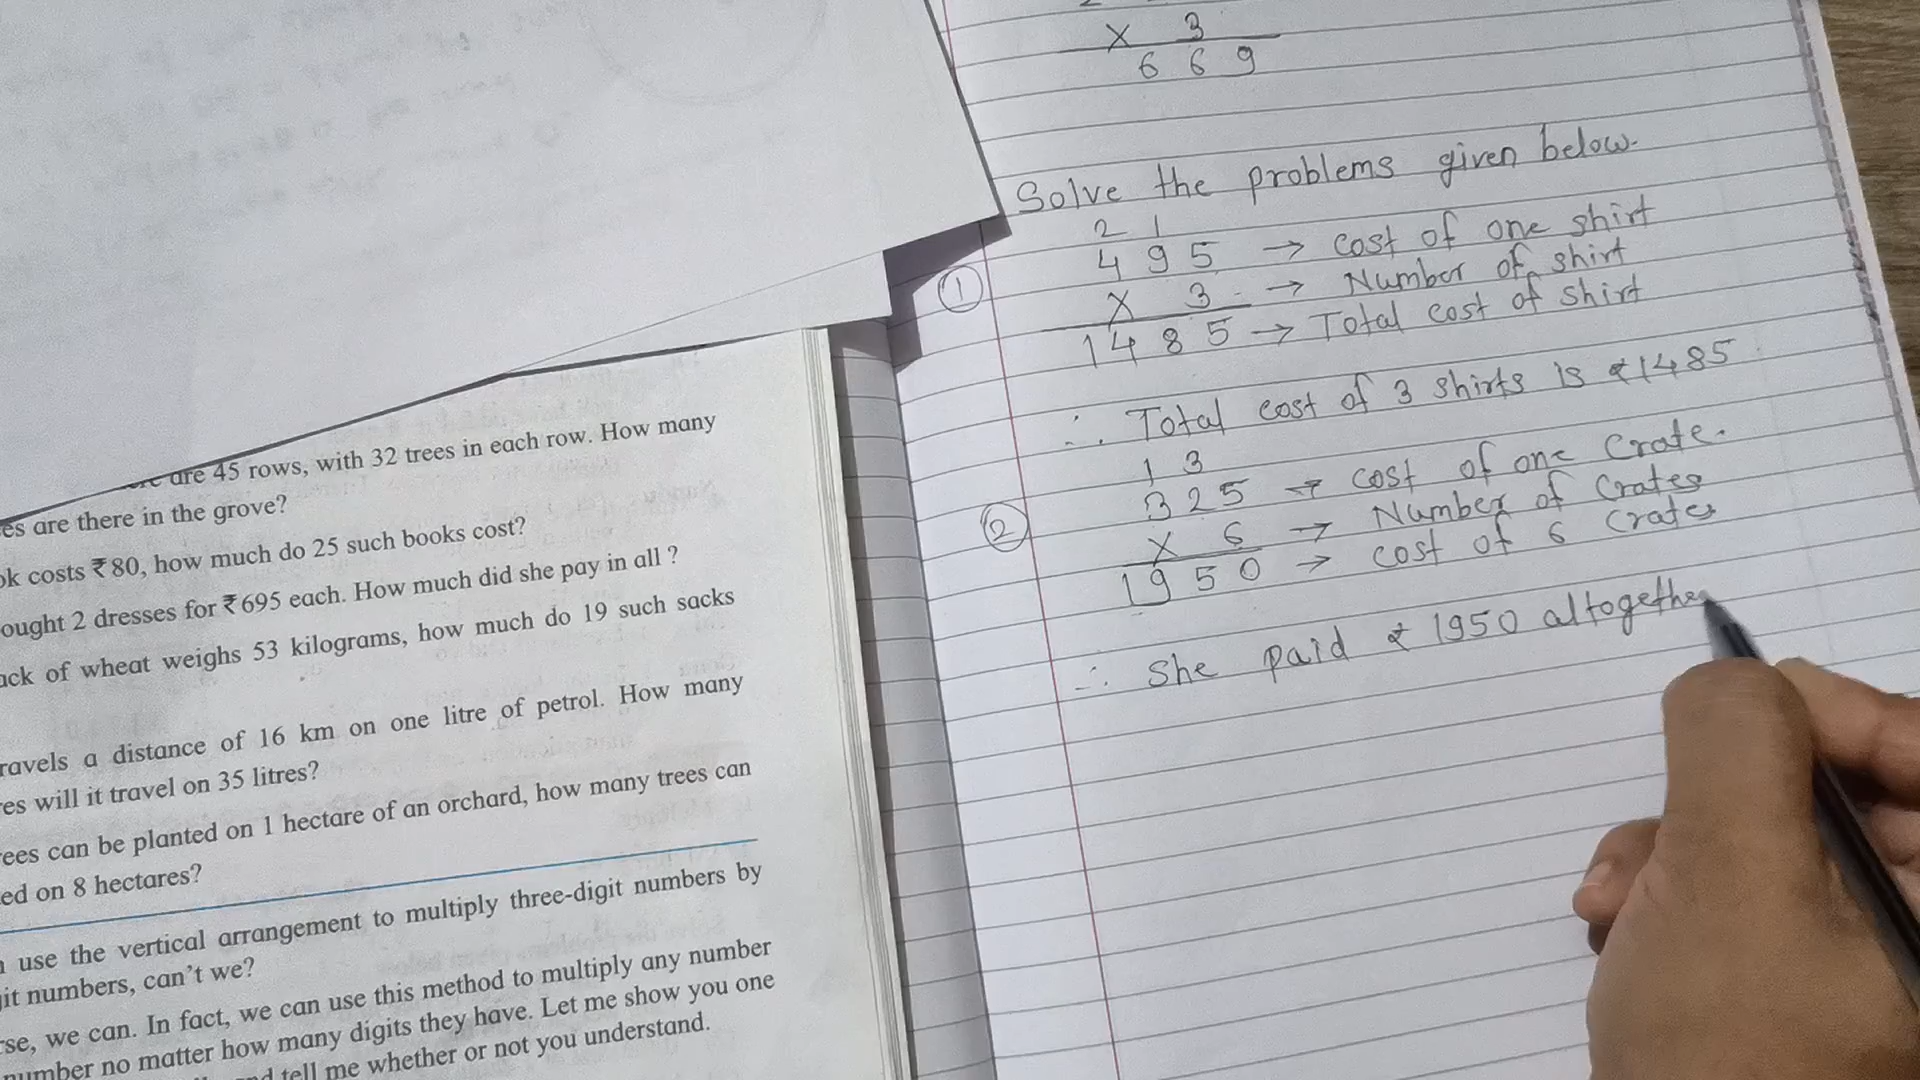 are 45 rows, with 32 trees in each row. How many
es are there in the grove?
ok costs ₹80, how much do 25 such books cost?
ought 2 dresses for ₹695 each. How much did she pay in all ?
ack of wheat weighs 53 kilograms, how much do 19 such sacks
ravels a distance of 16 km on one litre of petrol. How many
res will it travel on 35 litres?
rees can be planted on 1 hectare of an orchard, how many trees can
ed on 8 hectares?
use the vertical arrangement to multiply three-digit numbers by
git numbers, can't we?
rse, we can. In fact, we can use this method to multiply any number
number no matter how many digits they have. Let me show you one
tell me whether or not you understand.
x 3
6 6 9
Solve the problems given below.
2 1
① 4 9 5 → cost of one shirt
x 3 → Number of shirt
1 4 8 5 → Total cost of shirt
∴ Total cost of 3 shirts is ₹1485
1 3
② 3 2 5 → cost of one Crate.
x 6 → Number of Crates
1 9 5 0 → cost of 6 Crates
∴ She paid ₹ 1950 altogether